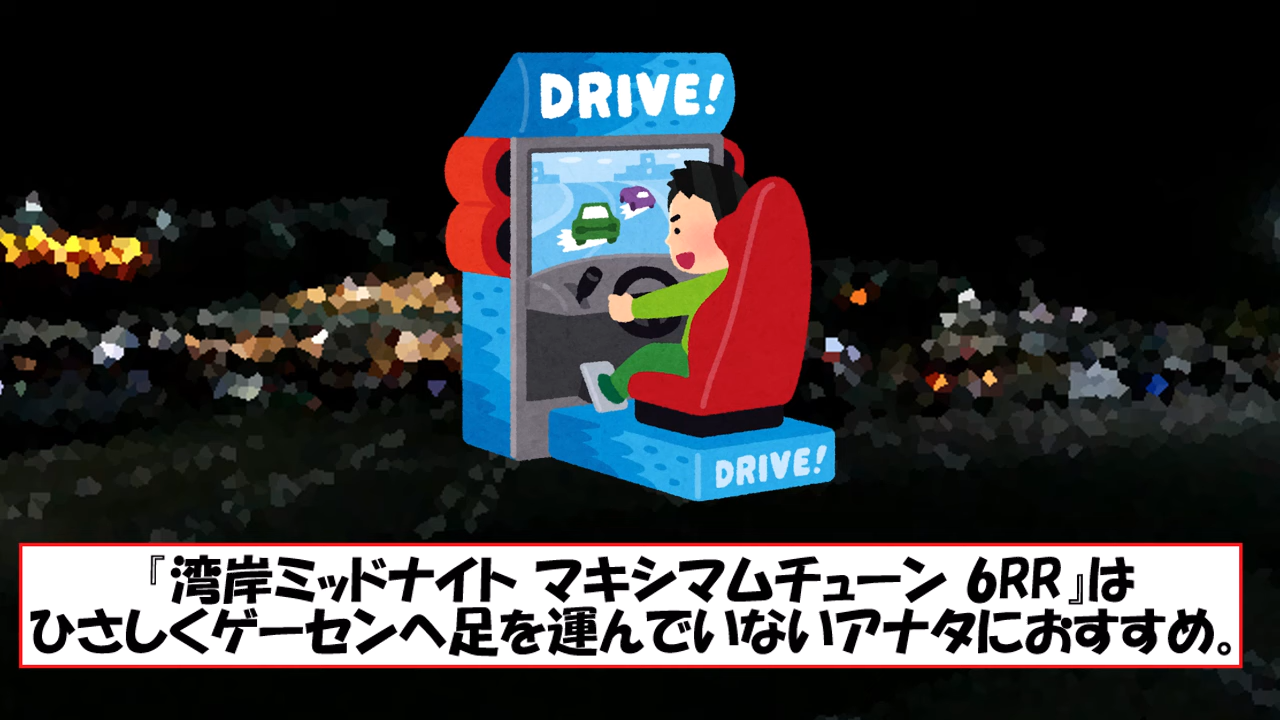 DRIVE!
DRIVE!
『湾岸ミッドナイト マキシマムチューン 6RR』は
ひさしくゲーセンへ足を運んでいないアナタにおすすめ。